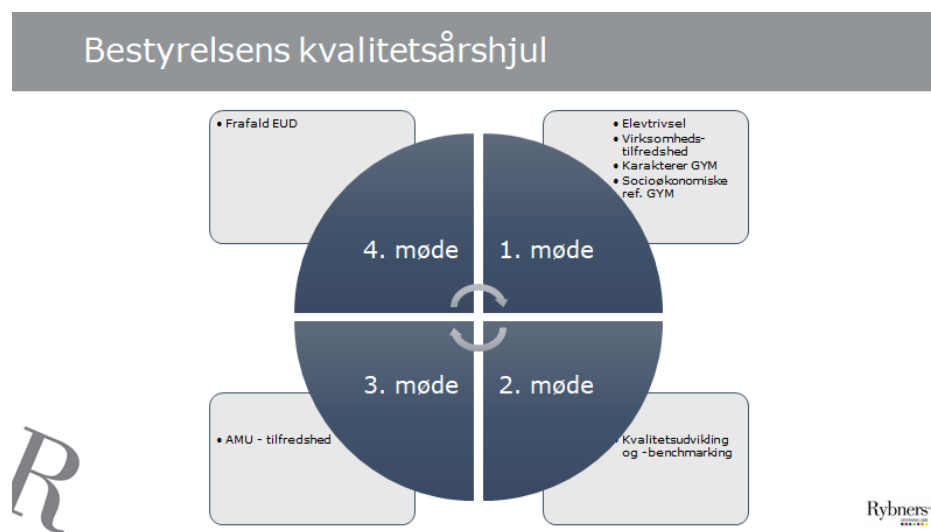 Bestyrelsens kvalitetsårshjul
• Frafald EUD
• Elevtrivsel
• Virksomheds-
tilfredshed
• Karakterer GYM
• Socioøkonomiske
ref. GYM
4. møde
1. møde
3. møde
2. møde
• AMU - tilfredshed
• Kvalitetsudvikling
og -benchmarking
R
Rybners